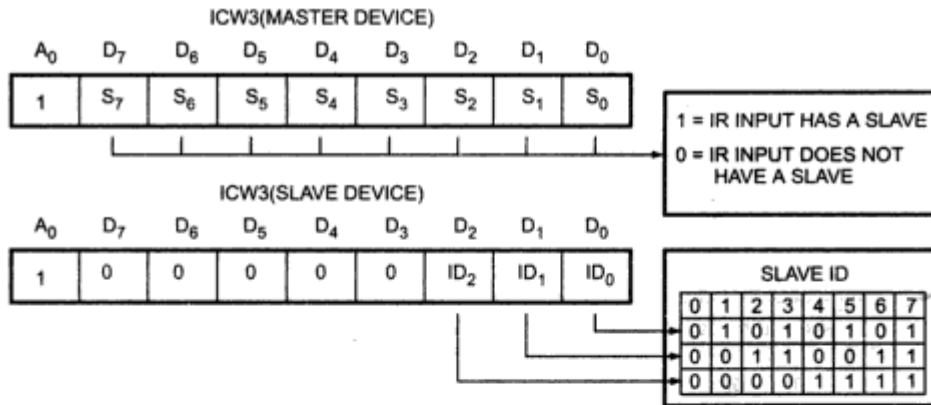 ICW3(MASTER DEVICE)
A0 D7 D6 D5 D4 D3 D2 D1 D0
1 S7 S6 S5 S4 S3 S2 S1 S0
1 = IR INPUT HAS A SLAVE
0 = IR INPUT DOES NOT
HAVE A SLAVE
ICW3(SLAVE DEVICE)
A0 D7 D6 D5 D4 D3 D2 D1 D0
1 0 0 0 0 0 ID2 ID1 ID0
SLAVE ID
0 1 2 3 4 5 6 7
0 1 0 1 0 1 0 1
0 0 1 1 0 0 1 1
0 0 0 0 1 1 1 1